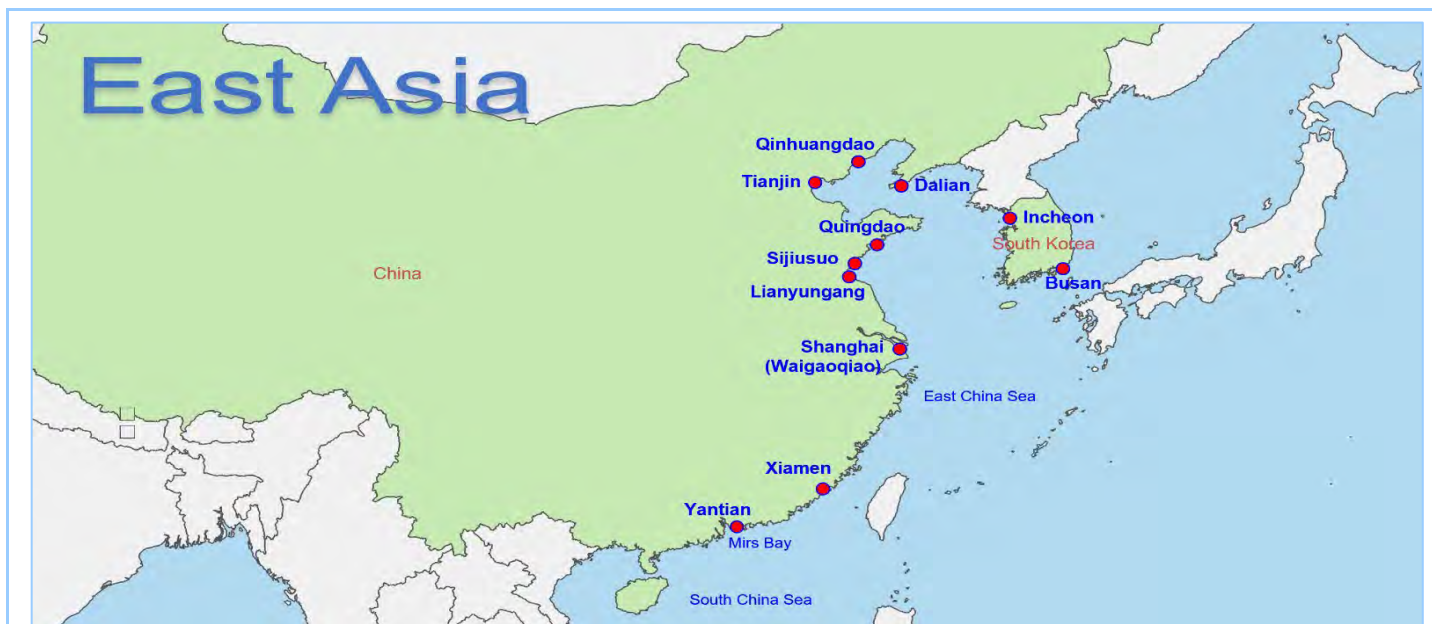 East Asia
Qinhuangdao
Tianjin
Dalian
Incheon
Quingdao
South Korea
Sijiusuo
China
Busan
Lianyungang
Shanghai
(Waigaoqiao)
East China Sea
Xiamen
Yantian
Mirs Bay
South China Sea